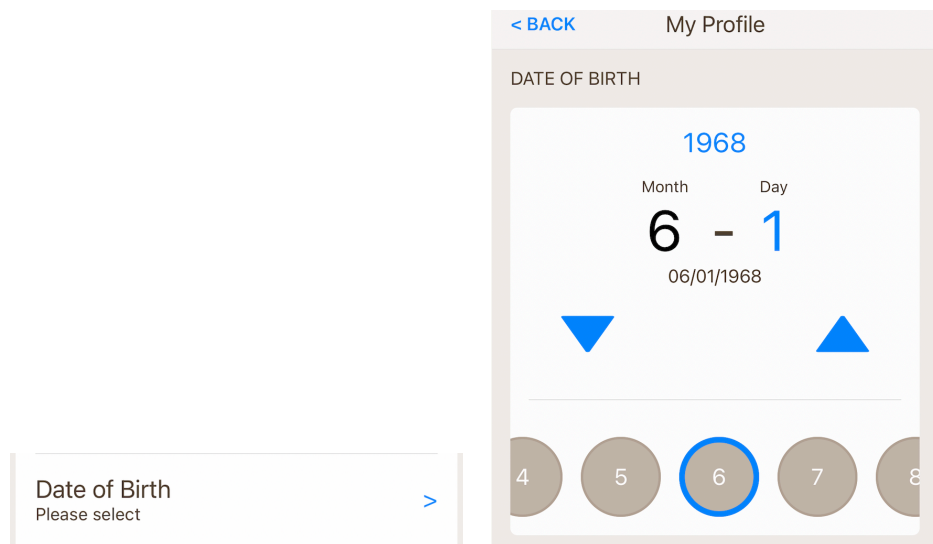 Date of Birth
Please select
>
< BACK My Profile
DATE OF BIRTH
1968
Month Day
6 - 1
06/01/1968
4 5 6 7 8